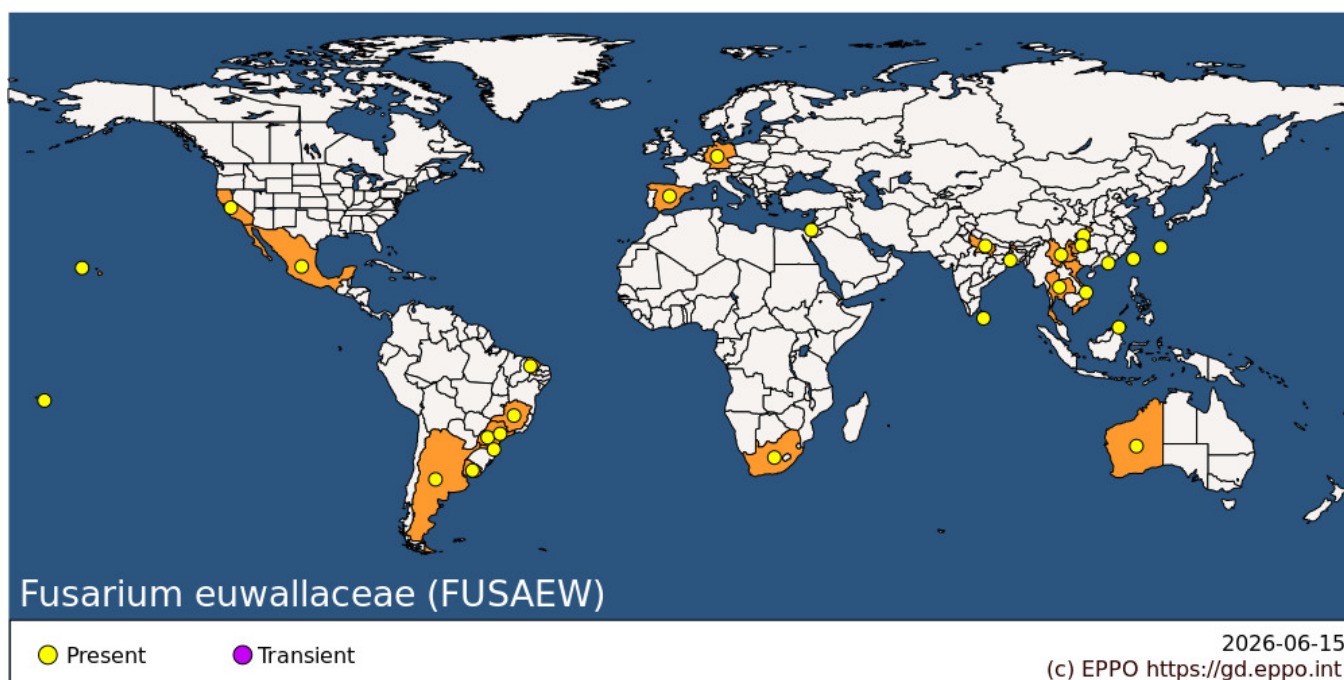 Fusarium euwallaceae (FUSAEW)
Present
Transient
2026-06-15
(c) EPPO https://gd.eppo.int